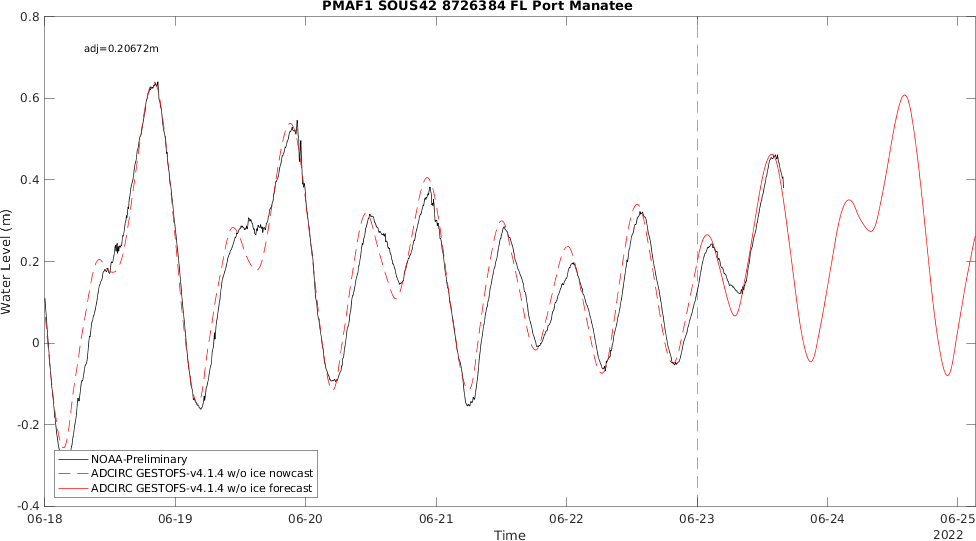 PMAF1 SOUS42 8726384 FL Port Manatee
0.8
adj=0.20672m
0.6
0.4
0.2
0
-0.2
-0.4
Water Level (m)
NOAA-Preliminary
ADCIRC GESTOFS-v4.1.4 w/o ice nowcast
ADCIRC GESTOFS-v4.1.4 w/o ice forecast
06-18 06-19 06-20 06-21 06-22 06-23 06-24 06-25
Time
2022